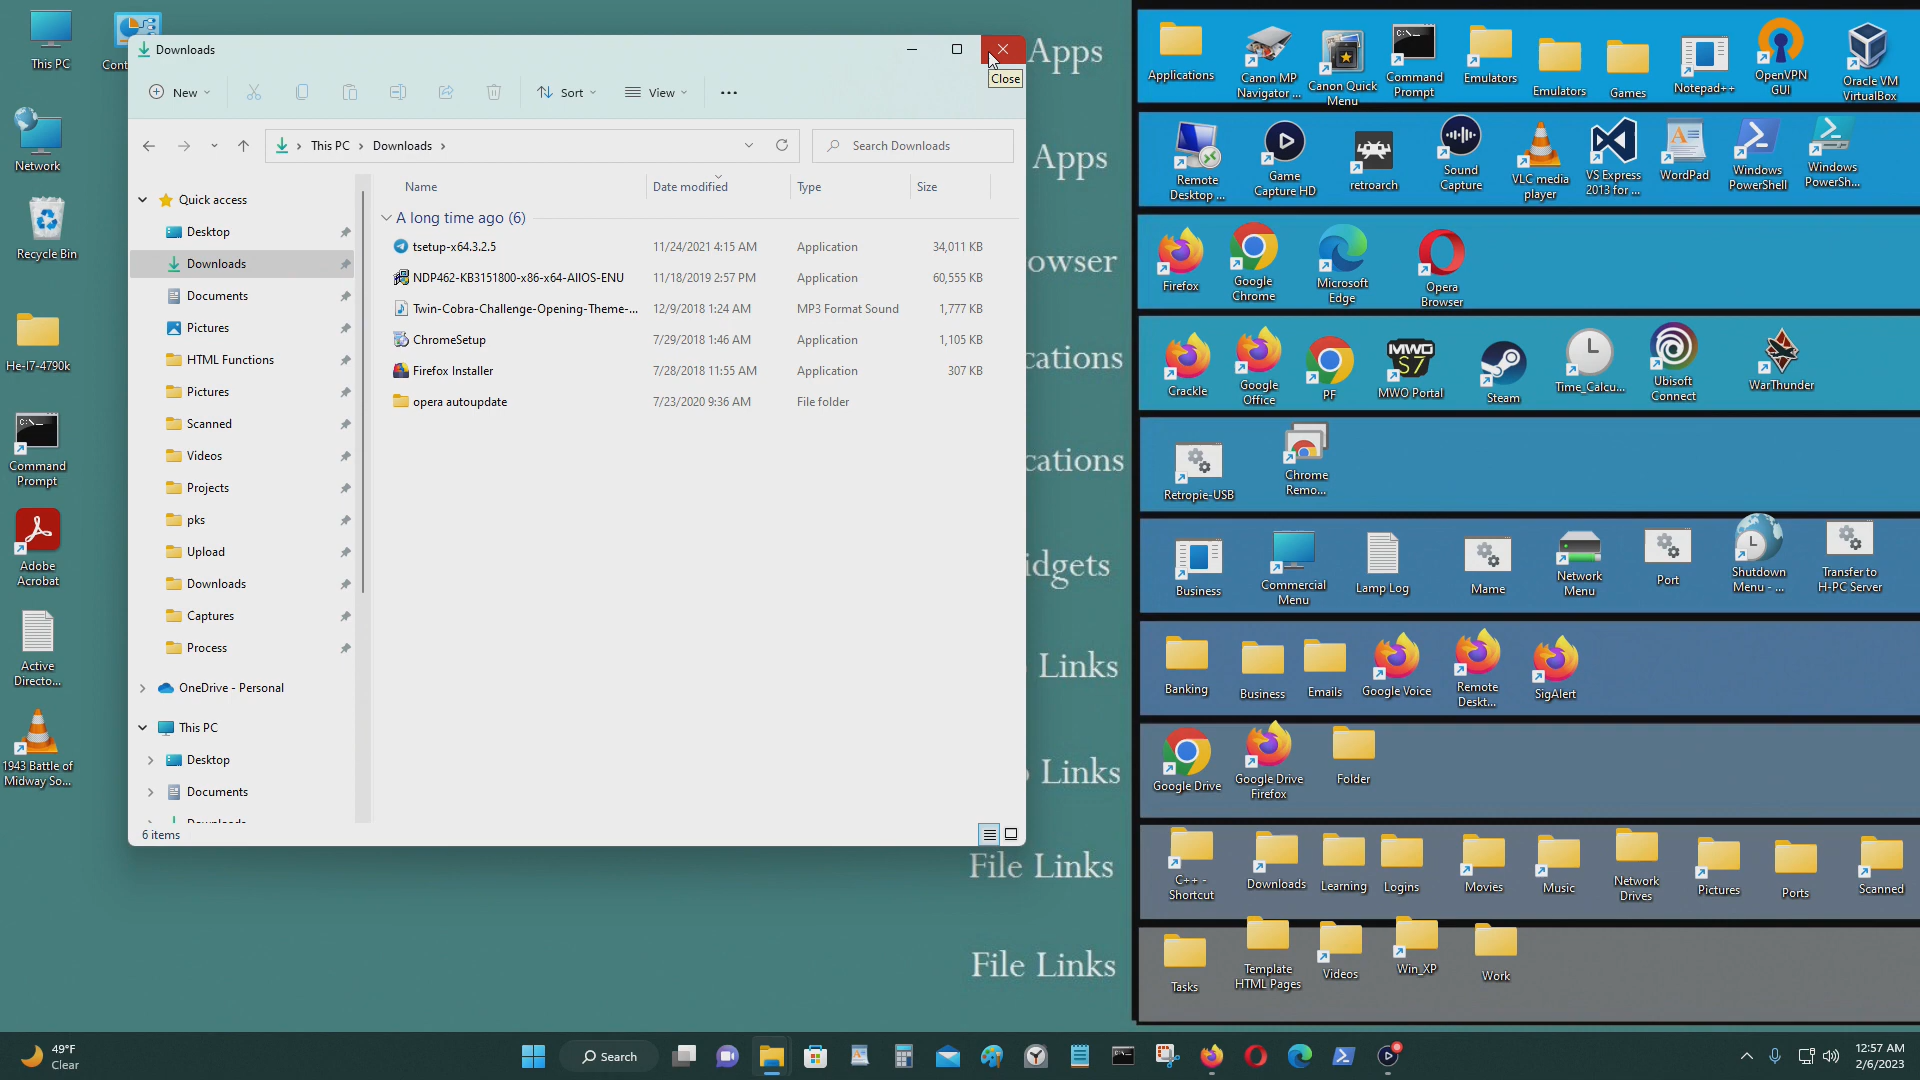 This PC
Cont
Network
Recycle Bin
He-I7-4790k
Command
Prompt
Adobe
Acrobat
Active
Directo...
1943 Battle of
Midway So...
Downloads
Close
New
Sort
View
This PC
Downloads
Search Downloads
Quick access
Desktop
Downloads
Documents
Pictures
HTML Functions
Pictures
Scanned
Videos
Projects
pks
Upload
Downloads
Captures
Process
OneDrive - Personal
This PC
Desktop
Documents
Downloads
Name Date modified Type Size
A long time ago (6)
tsetup-x64.3.2.5 11/24/2021 4:15 AM Application 34,011 KB
NDP462-KB3151800-x86-x64-AllOS-ENU 11/18/2019 2:57 PM Application 60,555 KB
Twin-Cobra-Challenge-Opening-Theme-... 12/9/2018 1:24 AM MP3 Format Sound 1,777 KB
ChromeSetup 7/29/2018 1:46 AM Application 1,105 KB
Firefox Installer 7/28/2018 11:55 AM Application 307 KB
opera autoupdate 7/23/2020 9:36 AM File folder
6 items
Apps
Apps
owser
cations
cations
idgets
Links
Links
File Links
File Links
Applications
Canon MP
Navigator ...
Canon Quick
Menu
Command
Prompt
Emulators
Emulators
Games
Notepad++
OpenVPN
GUI
Oracle VM
VirtualBox
Remote
Desktop ...
Game
Capture HD
retroarch
Sound
Capture
VLC media
player
VS Express
2013 for ...
WordPad
Windows
PowerShell
Windows
PowerSh...
Firefox
Google
Chrome
Microsoft
Edge
Opera
Browser
Crackle
Google
Office
PF
MWO
S7
MWO Portal
Steam
Time_Calcu...
Ubisoft
Connect
WarThunder
Retropie-USB
Chrome
Remo...
Business
Commercial
Menu
Lamp Log
Mame
Network
Menu
Port
Shutdown
Menu - ...
Transfer to
H-PC Server
Banking
Business
Emails
Google Voice
Remote
Deskt...
SigAlert
Google Drive
Google Drive
Firefox
Folder
C++ -
Shortcut
Downloads
Learning
Logins
Movies
Music
Network
Drives
Pictures
Ports
Scanned
Tasks
Template
HTML Pages
Videos
Win_XP
Work
49°F
Clear
Search
12:57 AM
2/6/2023